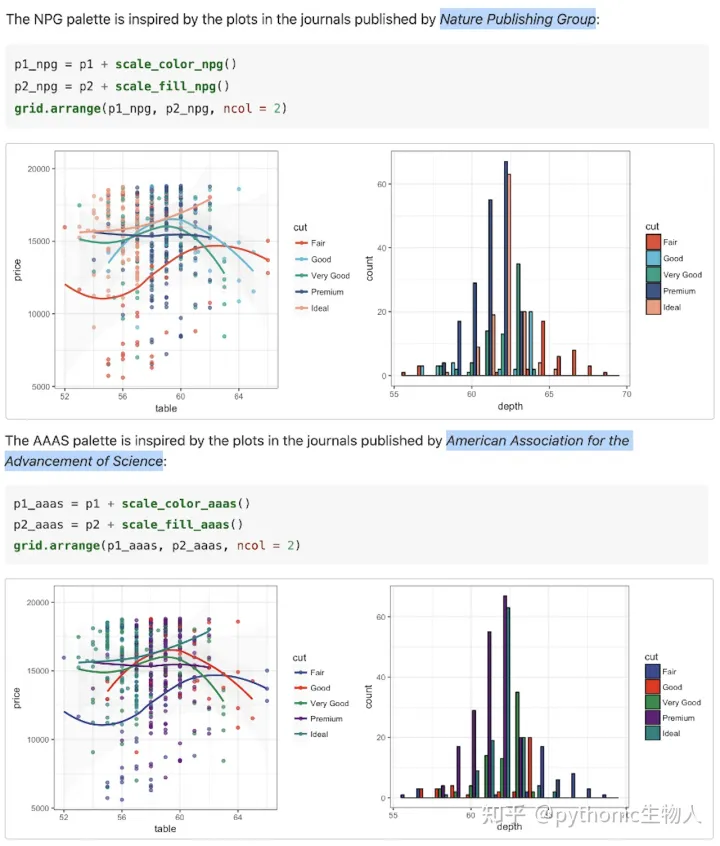 The NPG palette is inspired by the plots in the journals published by Nature Publishing Group:
p1_npg = p1 + scale_color_npg()
p2_npg = p2 + scale_fill_npg()
grid.arrange(p1_npg, p2_npg, ncol = 2)
20000
15000
10000
5000
price
52
56
60
64
table
cut
Fair
Good
Very Good
Premium
Ideal
60
40
20
0
count
55
60
65
70
depth
cut
Fair
Good
Very Good
Premium
Ideal
The AAAS palette is inspired by the plots in the journals published by American Association for the
Advancement of Science:
p1_aaas = p1 + scale_color_aaas()
p2_aaas = p2 + scale_fill_aaas()
grid.arrange(p1_aaas, p2_aaas, ncol = 2)
20000
15000
10000
5000
price
52
56
60
64
table
cut
Fair
Good
Very Good
Premium
Ideal
60
40
20
0
count
55
60
65
depth
cut
Fair
Good
Very Good
Premium
Ideal
知乎 @pythonic生物人